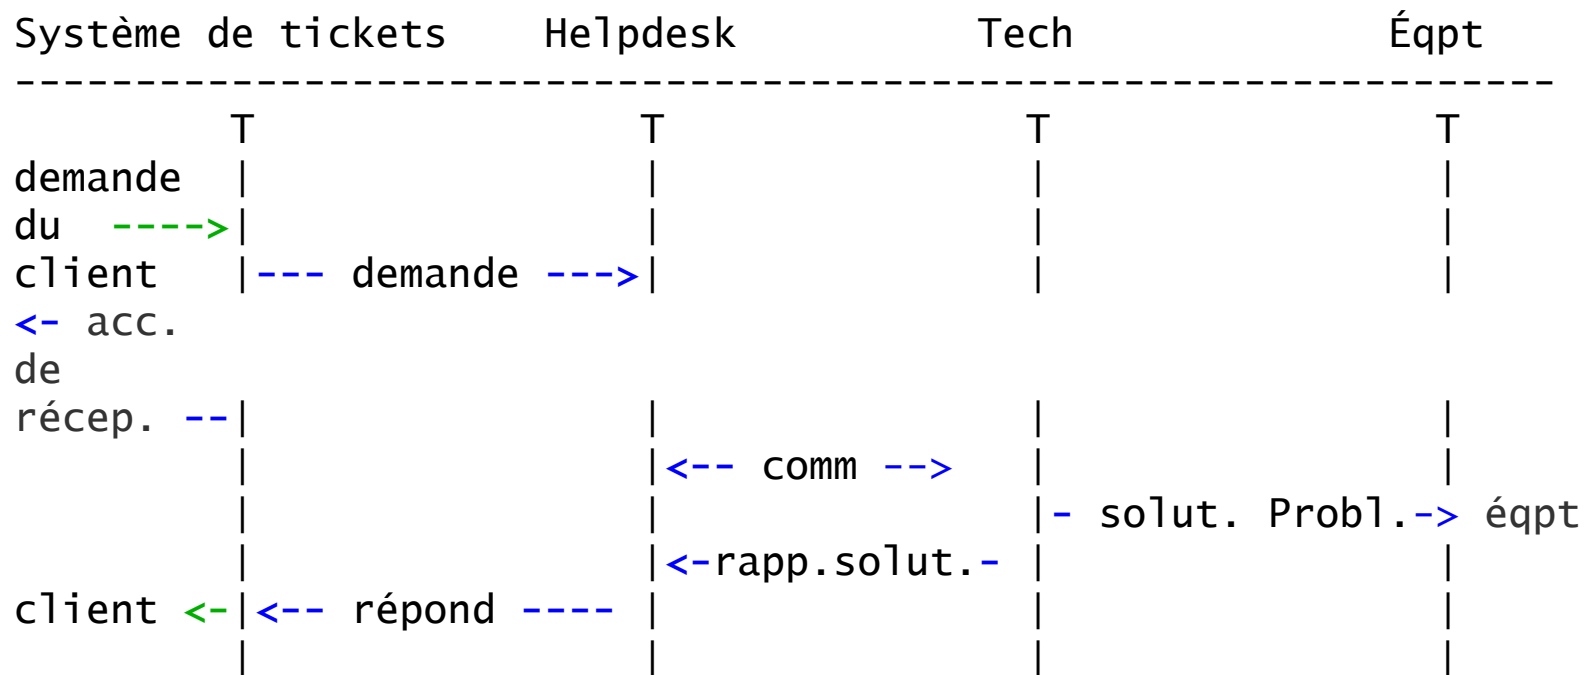 Système de tickets    Helpdesk          Tech             Éqpt
----------------------------------------------------------------
         T                T               T                T
demande  |                |               |                |
du  ---->|                |               |                |
client   |--- demande --->|               |                |
<- acc.
de
récep. --|                |               |                |
         |                |<-- comm -->   |                |
         |                |               |- solut. Probl.-> éqpt
         |                |<-rapp.solut.- |                |
client <-|<-- répond ---- |               |                |
         |                |               |                |